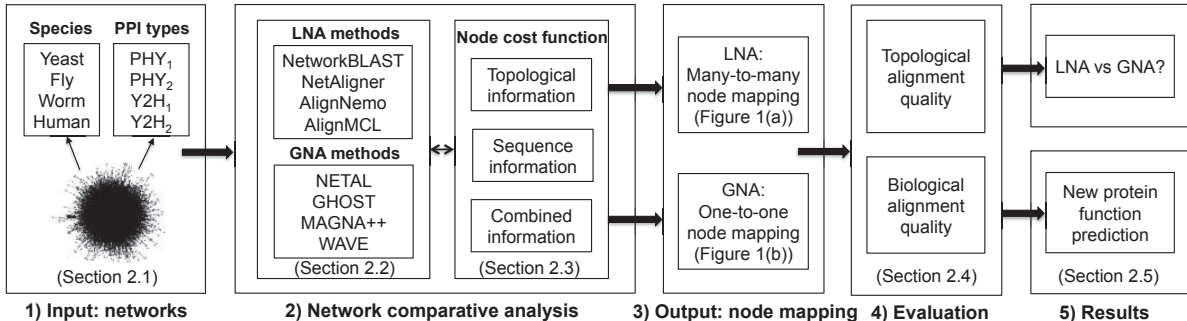 Species
Yeast
Fly
Worm
Human
PPI types
PHY₁
PHY₂
Y2H₁
Y2H₂
(Section 2.1)
1) Input: networks
LNA methods
NetworkBLAST
NetAligner
AlignNemo
AlignMCL
GNA methods
NETAL
GHOST
MAGNA++
WAVE
(Section 2.2)
Node cost function
Topological
information
Sequence
information
Combined
information
(Section 2.3)
2) Network comparative analysis
LNA:
Many-to-many
node mapping
(Figure 1(a))
GNA:
One-to-one
node mapping
(Figure 1(b))
3) Output: node mapping
Topological
alignment
quality
Biological
alignment
quality
(Section 2.4)
4) Evaluation
LNA vs GNA?
New protein
function
prediction
(Section 2.5)
5) Results